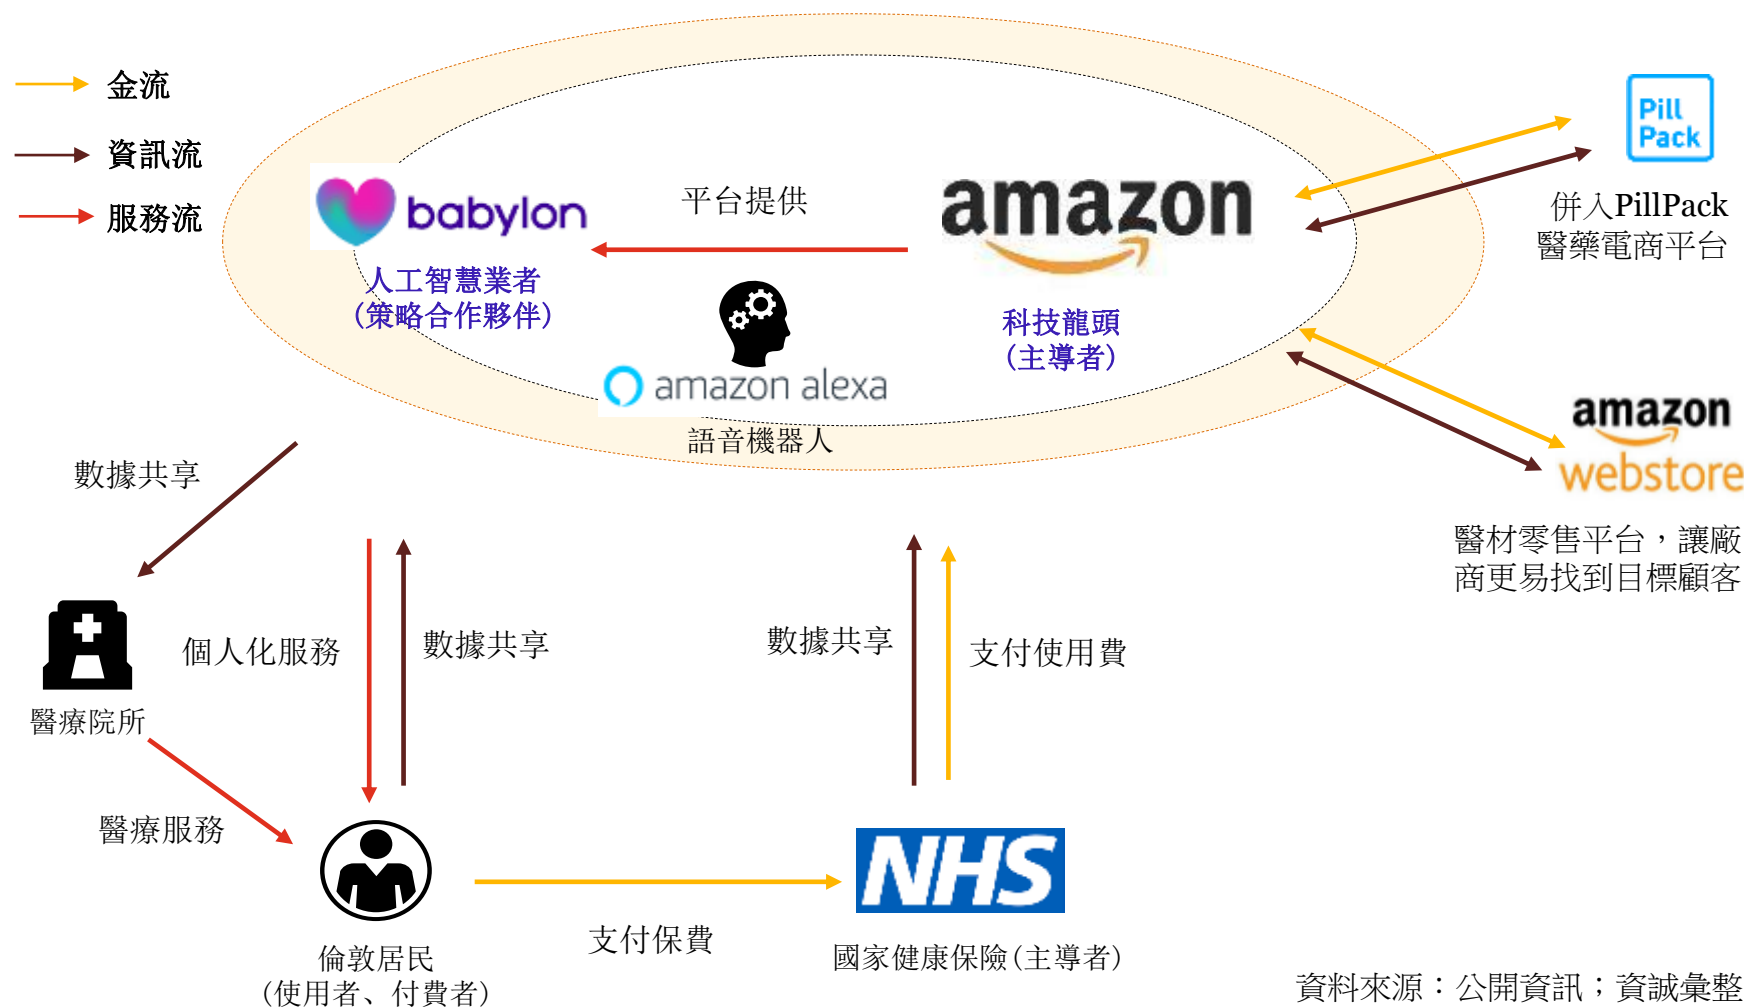 金流
資訊流
服務流
babylon
人工智慧業者
(策略合作夥伴)
平台提供
amazon
科技龍頭
(主導者)
amazon alexa
語音機器人
Pill
Pack
併入PillPack
醫藥電商平台
amazon
webstore
醫材零售平台，讓廠
商更易找到目標顧客
數據共享
個人化服務
數據共享
數據共享
支付使用費
醫療院所
醫療服務
倫敦居民
(使用者、付費者)
支付保費
NHS
國家健康保險(主導者)
資料來源：公開資訊；資誠彙整